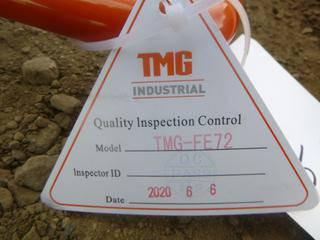 TMG
INDUSTRIAL
Quality Inspection Control
Model TMG-FE72
Inspector ID
Date 2020 6 6